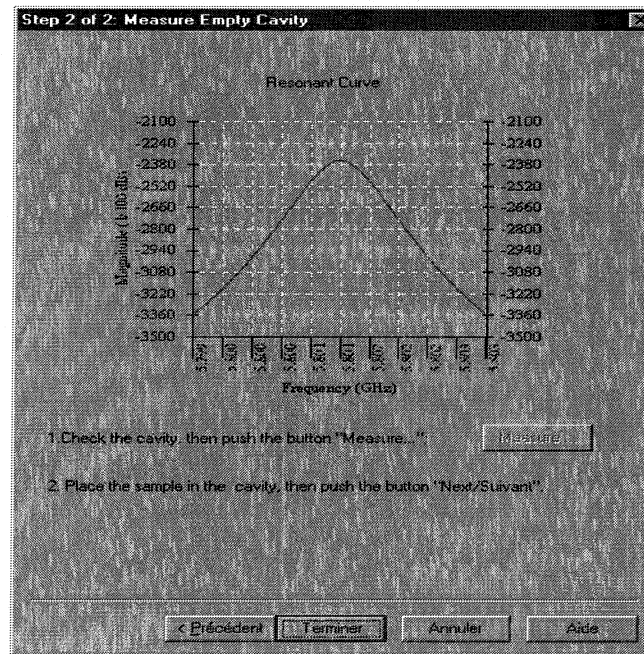 Step 2 of 2: Measure Empty Cavity
Resonant Curve
Magnitude
-2100
-2240
-2380
-2520
-2660
-2800
-2940
-3080
-3220
-3360
-3500
-2100
-2240
-2380
-2520
-2660
-2800
-2940
-3080
-3220
-3360
-3500
Frequency (GHz)
1.Check the cavity, then push the button "Measure..."
Measure...
2. Place the sample in the cavity, then push the button "Next/Suivant".
< Précédent
Terminer
Annuler
Aide